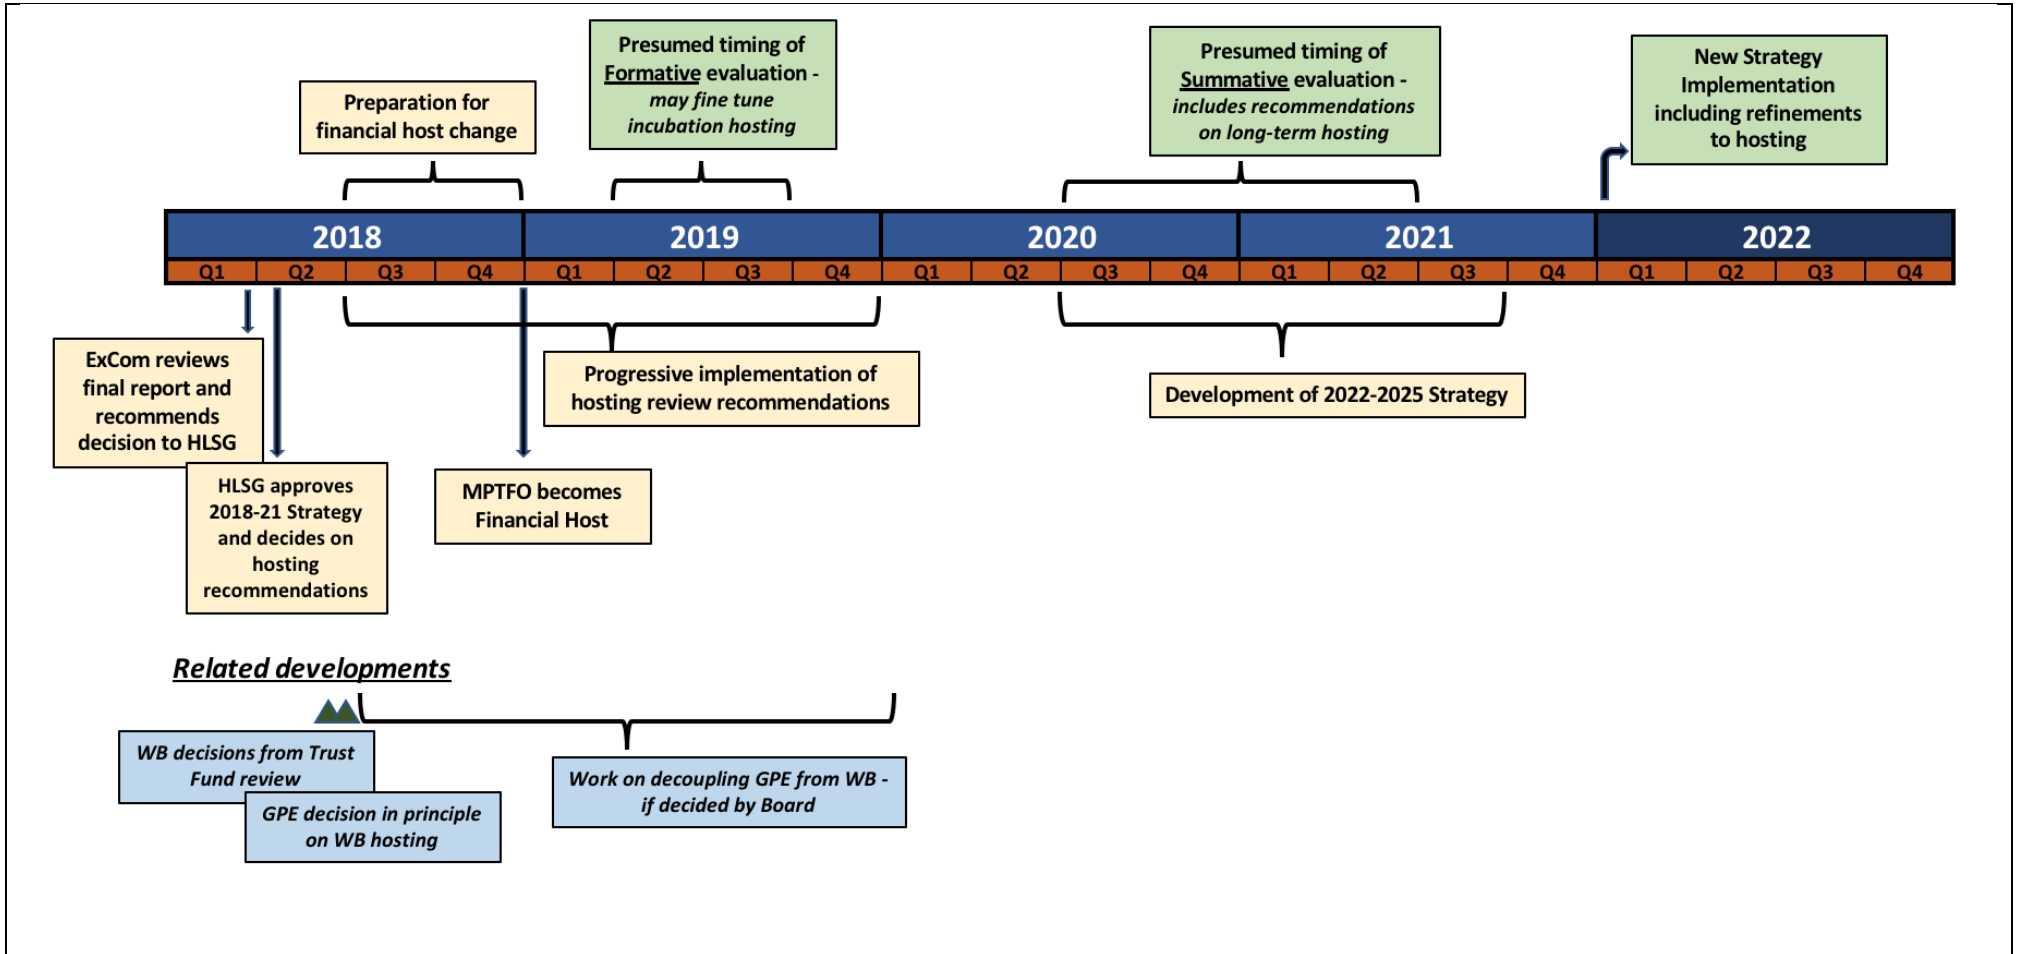 Presumed timing of
Formative evaluation -
may fine tune
incubation hosting
Presumed timing of
Summative evaluation -
includes recommendations
on long-term hosting
New Strategy
Implementation
including refinements
to hosting
Preparation for
financial host change
2018 2019 2020 2021 2022
Q1 Q2 Q3 Q4 Q1 Q2 Q3 Q4 Q1 Q2 Q3 Q4 Q1 Q2 Q3 Q4 Q1 Q2 Q3 Q4
ExCom reviews
final report and
recommends
decision to HLSG
Progressive implementation of
hosting review recommendations
Development of 2022-2025 Strategy
HLSG approves
2018-21 Strategy
and decides on
hosting
recommendations
MPTFO becomes
Financial Host
Related developments
WB decisions from Trust
Fund review
GPE decision in principle
on WB hosting
Work on decoupling GPE from WB -
if decided by Board